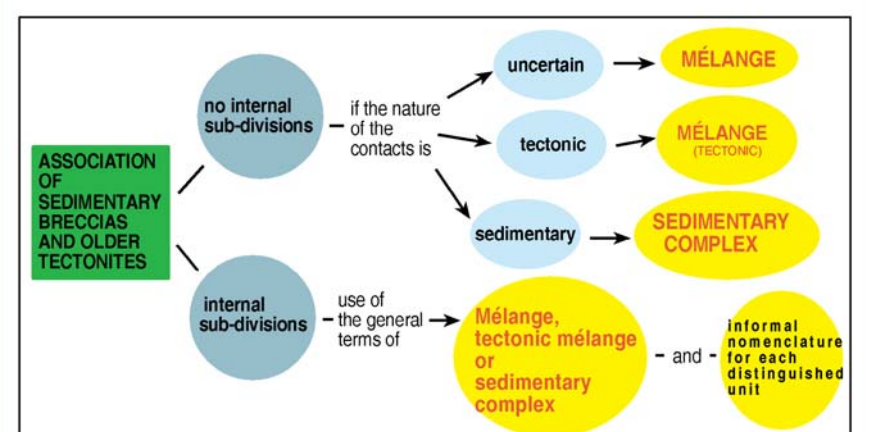 ASSOCIATION
OF
SEDIMENTARY
BRECCIAS
AND OLDER
TECTONITES
no internal
sub-divisions
if the nature
of the
contacts is
uncertain
MÉLANGE
tectonic
MÉLANGE
(TECTONIC)
sedimentary
SEDIMENTARY
COMPLEX
internal
sub-divisions
use of
the general
terms of
Mélange,
tectonic mélange
or
sedimentary
complex
and
informal
nomenclature
for each
distinguished
unit